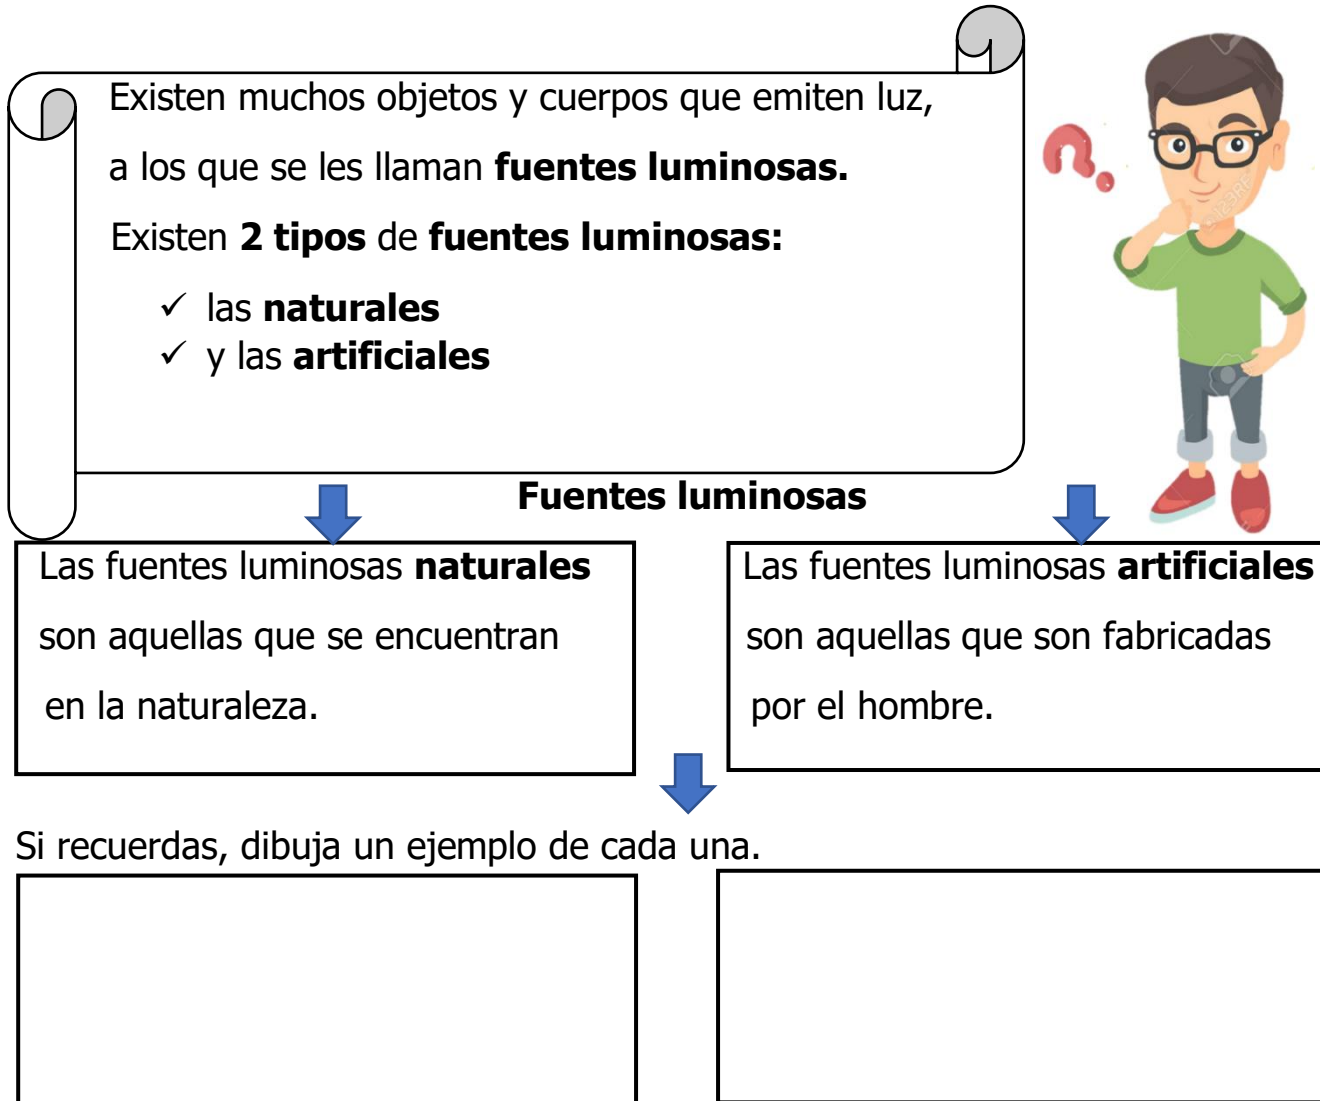 Existen muchos objetos y cuerpos que emiten luz,
a los que se les llaman fuentes luminosas.
Existen 2 tipos de fuentes luminosas:
✓ las naturales
✓ y las artificiales
Fuentes luminosas
Las fuentes luminosas naturales
son aquellas que se encuentran
en la naturaleza.
Las fuentes luminosas artificiales
son aquellas que son fabricadas
por el hombre.
Si recuerdas, dibuja un ejemplo de cada una.